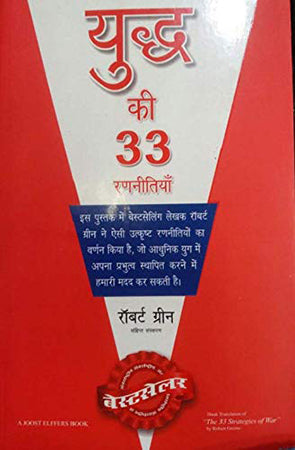 युद्ध
की
33
रणनीतियाँ
इस पुस्तक में बेस्टसेलिंग लेखक रॉबर्ट
ग्रीन ने ऐसी उत्कृष्ट रणनीतियों का
वर्णन किया है, जो आधुनिक युग में
अपना प्रभुत्व स्थापित करने में
हमारी मदद कर सकती है।
रॉबर्ट ग्रीन
संक्षिप्त संस्करण
बेस्टसेलर
A JOOST ELFFERS BOOK
Hindi Translation of
"The 33 Strategies of War"
by Robert Greene